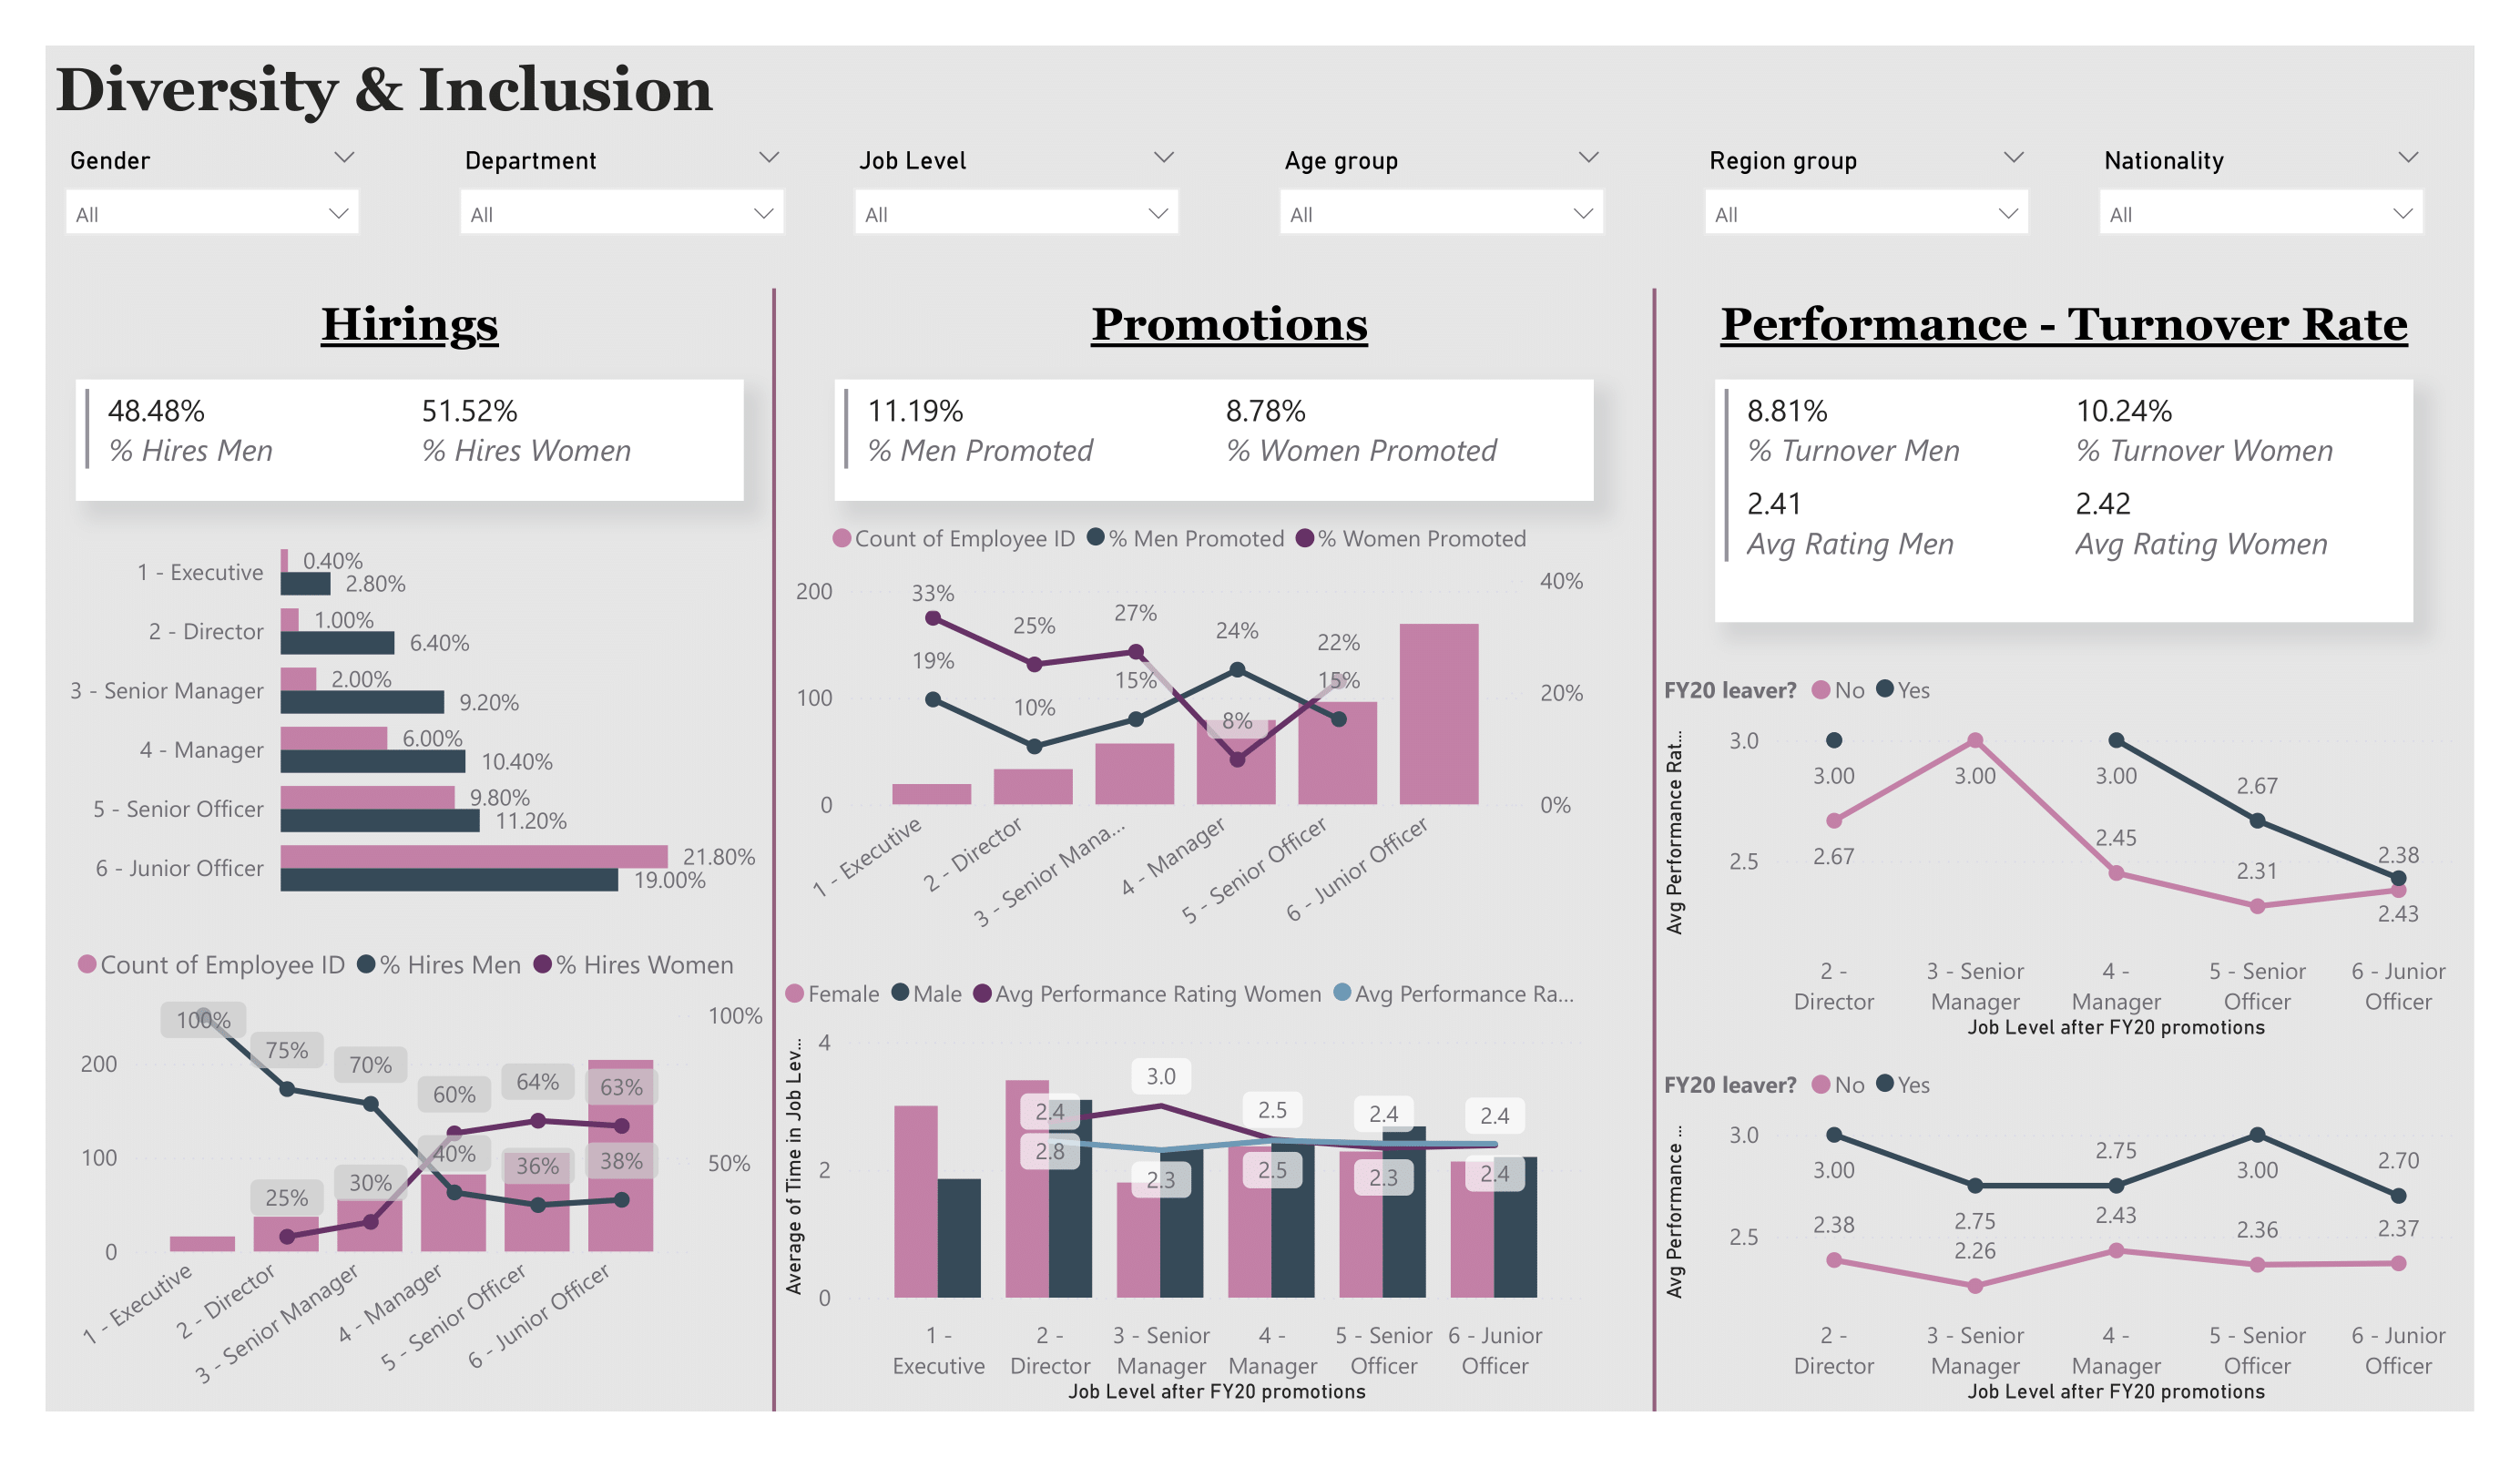 Diversity & Inclusion
Gender
Department
Job Level
Age group
Region group
Nationality
All
All
All
All
All
All
Hirings
48.48%
51.52%
% Hires Men
% Hires Women
1 - Executive
0.40%
2.80%
2 - Director
1.00%
6.40%
3 - Senior Manager
2.00%
9.20%
4 - Manager
6.00%
10.40%
5 - Senior Officer
9.80%
11.20%
6 - Junior Officer
21.80%
19.00%
Count of Employee ID
% Hires Men
% Hires Women
100%
75%
70%
60%
64%
63%
40%
25%
30%
36%
38%
200
100
0
100%
50%
1 - Executive
2 - Director
3 - Senior Manager
4 - Manager
5 - Senior Officer
6 - Junior Officer
Promotions
11.19%
8.78%
% Men Promoted
% Women Promoted
Count of Employee ID
% Men Promoted
% Women Promoted
200
100
0
40%
20%
0%
33%
25%
27%
24%
22%
19%
10%
15%
8%
15%
1 - Executive
2 - Director
3 - Senior Mana...
4 - Manager
5 - Senior Officer
6 - Junior Officer
Female
Male
Avg Performance Rating Women
Avg Performance Ra...
Average of Time in Job Lev...
4
2
0
3.0
2.4
2.5
2.4
2.4
2.8
2.3
2.5
2.3
2.4
1 -
Executive
2 -
Director
3 - Senior
Manager
4 -
Manager
5 - Senior
Officer
6 - Junior
Officer
Job Level after FY20 promotions
Performance - Turnover Rate
8.81%
10.24%
% Turnover Men
% Turnover Women
2.41
2.42
Avg Rating Men
Avg Rating Women
FY20 leaver?
No
Yes
Avg Performance Rat...
3.0
2.5
3.00
3.00
3.00
2.67
2.38
2.67
2.45
2.31
2.43
2 -
Director
3 - Senior
Manager
4 -
Manager
5 - Senior
Officer
6 - Junior
Officer
Job Level after FY20 promotions
FY20 leaver?
No
Yes
Avg Performance ...
3.0
2.5
3.00
2.75
2.75
3.00
2.70
2.38
2.26
2.43
2.36
2.37
2 -
Director
3 - Senior
Manager
4 -
Manager
5 - Senior
Officer
6 - Junior
Officer
Job Level after FY20 promotions